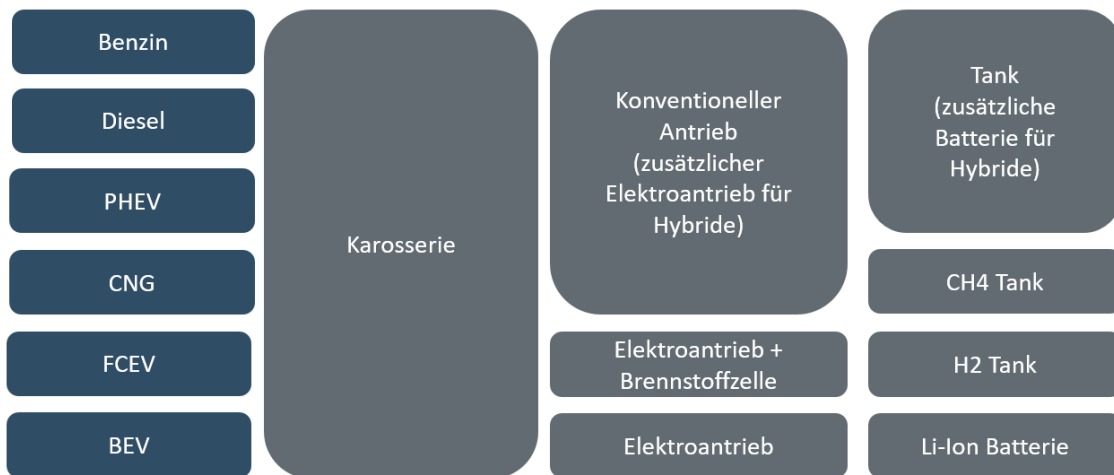 Benzin
Diesel
PHEV
CNG
FCEV
BEV
Karosserie
Konventioneller
Antrieb
(zusätzlicher
Elektroantrieb für
Hybride)
Elektroantrieb +
Brennstoffzelle
Elektroantrieb
Tank
(zusätzliche
Batterie für
Hybride)
CH4 Tank
H2 Tank
Li-Ion Batterie